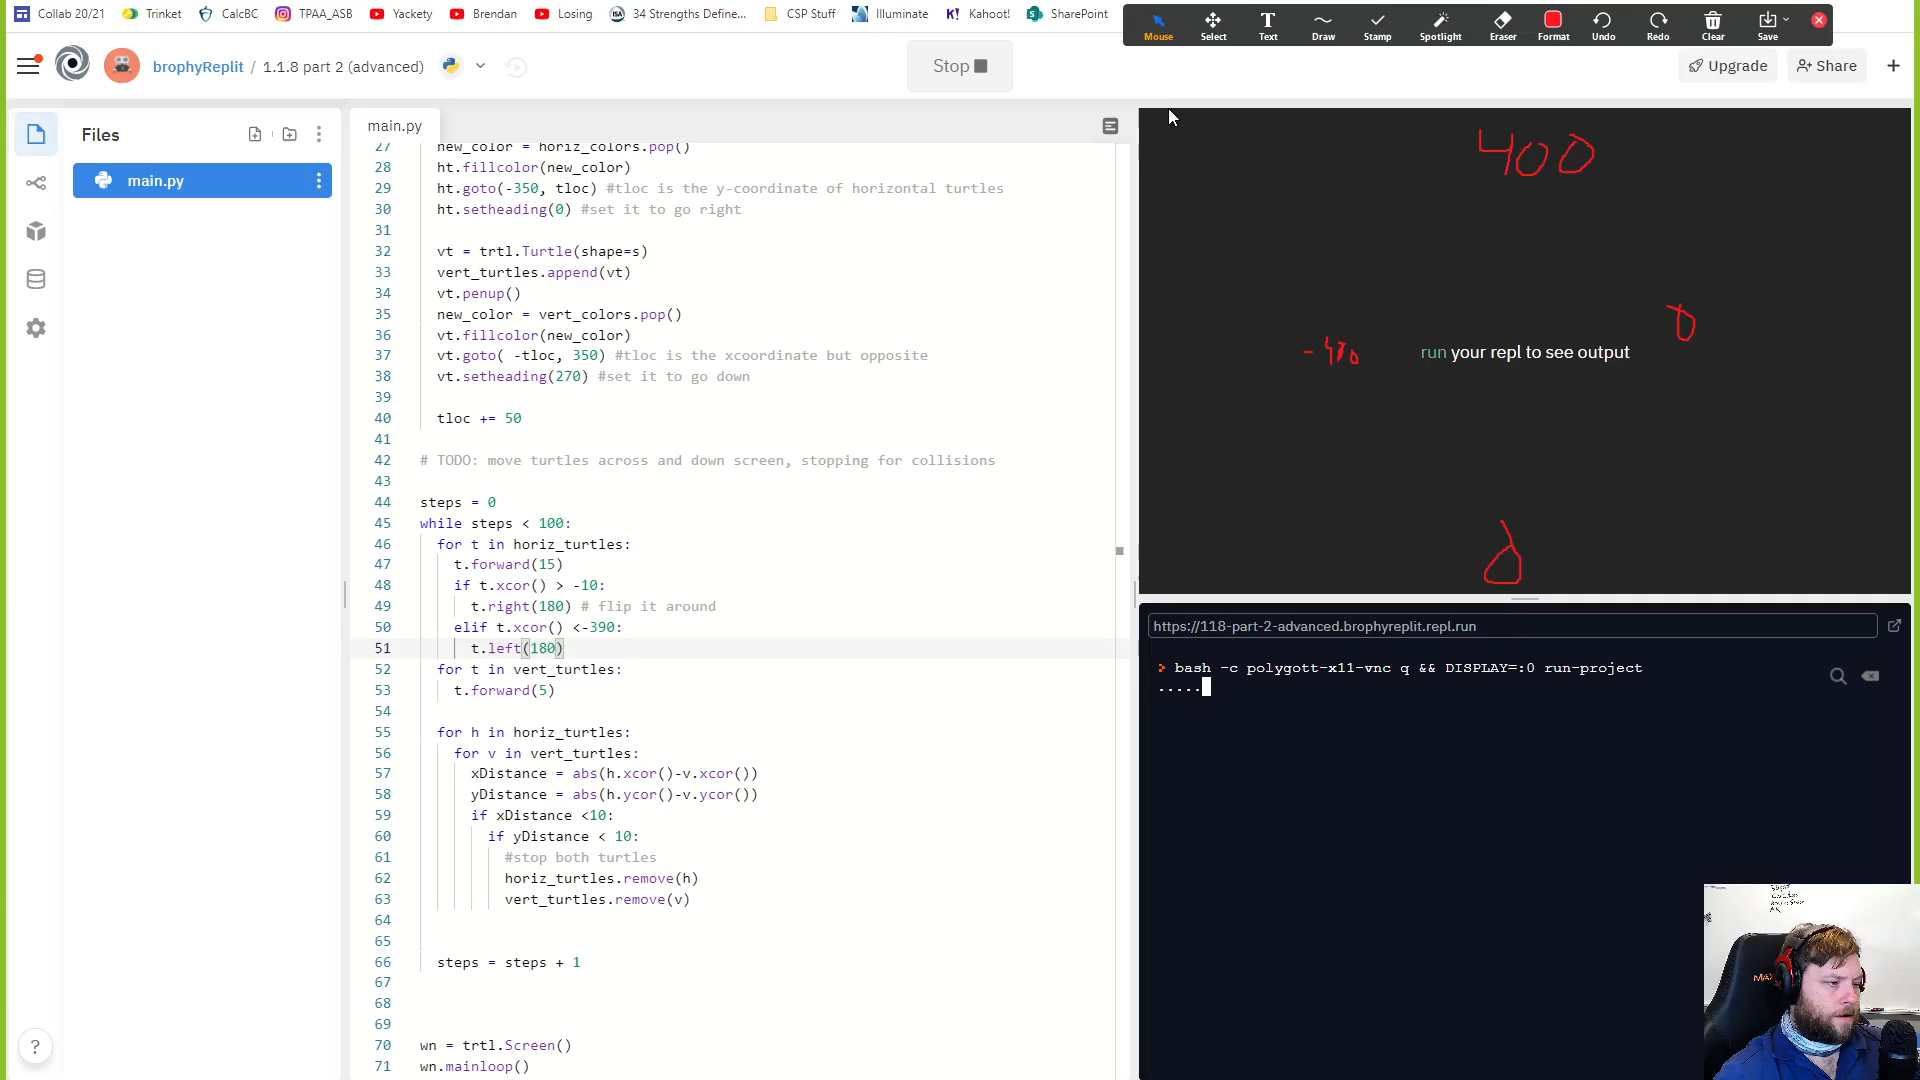 Collab 20/21 Trinket CalcBC TPAA_ASB Yackety Brendan Losing 34 Strengths Define... CSP Stuff Illuminate Kahoot! SharePoint
Mouse Select Text Draw Stamp Spotlight Eraser Format Undo Redo Clear Save
brophyReplit / 1.1.8 part 2 (advanced)
Stop
Upgrade Share
Files
main.py
main.py
27 new_color = horiz_colors.pop()
28 ht.fillcolor(new_color)
29 ht.goto(-350, tloc) #tloc is the y-coordinate of horizontal turtles
30 ht.setheading(0) #set it to go right
31
32 vt = trtl.Turtle(shape=s)
33 vert_turtles.append(vt)
34 vt.penup()
35 new_color = vert_colors.pop()
36 vt.fillcolor(new_color)
37 vt.goto( -tloc, 350) #tloc is the xcoordinate but opposite
38 vt.setheading(270) #set it to go down
39
40 tloc += 50
41
42 # TODO: move turtles across and down screen, stopping for collisions
43
44 steps = 0
45 while steps < 100:
46 for t in horiz_turtles:
47 t.forward(15)
48 if t.xcor() > -10:
49 t.right(180) # flip it around
50 elif t.xcor() <-390:
51 t.left(180)
52 for t in vert_turtles:
53 t.forward(5)
54
55 for h in horiz_turtles:
56 for v in vert_turtles:
57 xDistance = abs(h.xcor()-v.xcor())
58 yDistance = abs(h.ycor()-v.ycor())
59 if xDistance <10:
60 if yDistance < 10:
61 #stop both turtles
62 horiz_turtles.remove(h)
63 vert_turtles.remove(v)
64
65
66 steps = steps + 1
67
68
69
70 wn = trtl.Screen()
71 wn.mainloop()
400
0
-400
run your repl to see output
0
https://118-part-2-advanced.brophyreplit.repl.run
> bash -c polygott-x11-vnc q && DISPLAY=:0 run-project
.....
?